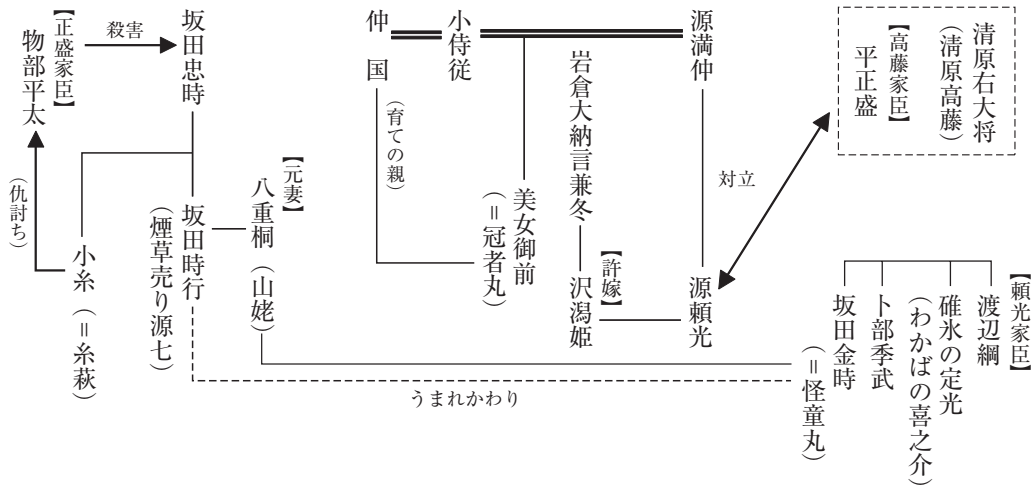 清原右大将
(清原高藤)
【高藤家臣】
平正盛
対立
【頼光家臣】
渡辺綱
碓氷の定光
(わかばの喜之介)
卜部季武
坂田金時
(=怪童丸)
源満仲
源頼光
岩倉大納言兼冬
【許嫁】
沢潟姫
小侍従
美女御前
(=冠者丸)
仲国
(育ての親)
【元妻】
八重桐(山姥)
坂田忠時
坂田時行
(煙草売り源七)
うまれかわり
殺害
【正盛家臣】
物部平太
(仇討ち)
小糸(=糸萩)